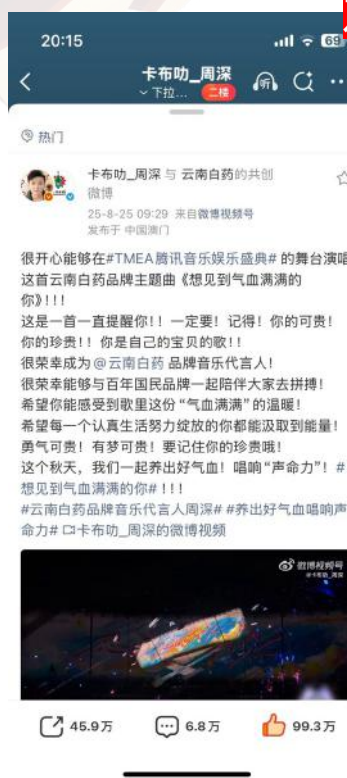 20:15
69
卡布叻_周深
下拉... 二楼
听
热门
卡布叻_周深 与 云南白药的共创
微博
25-8-25 09:29 来自微博视频号
发布于 中国澳门
很开心能够在#TMEA腾讯音乐娱乐盛典# 的舞台演唱
这首云南白药品牌主题曲《想见到气血满满的
你》!!!
这是一首一直提醒你!! 一定要! 记得! 你的可贵!
你的珍贵!! 你是自己的宝贝的歌!!
很荣幸成为@云南白药 品牌音乐代言人!
很荣幸能够与百年国民品牌一起陪伴大家去拼搏!
希望你能感受到歌里这份“气血满满”的温暖!
希望每一个认真生活努力绽放的你都能汲取到能量!
勇气可贵! 有梦可贵! 要记住你的珍贵哦!
这个秋天, 我们一起养出好气血! 唱响“声命力”! #
想见到气血满满的你# !!!
#云南白药品牌音乐代言人周深# #养出好气血唱响声
命力# 卡布叻_周深的微博视频
微博视频号
@卡布叻_周深
45.9万 6.8万 99.3万